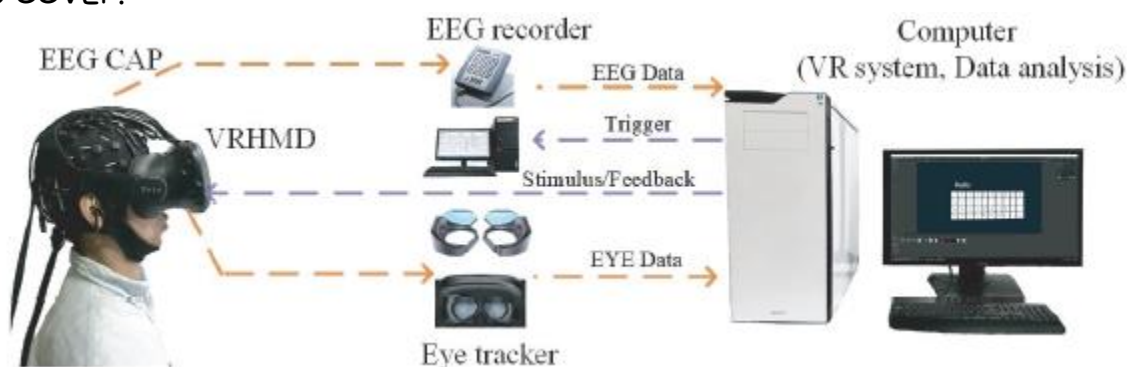 EEG recorder
Computer
(VR system, Data analysis)
EEG CAP
EEG Data
VRHMD
Trigger
Stimulus/Feedback
EYE Data
Eye tracker